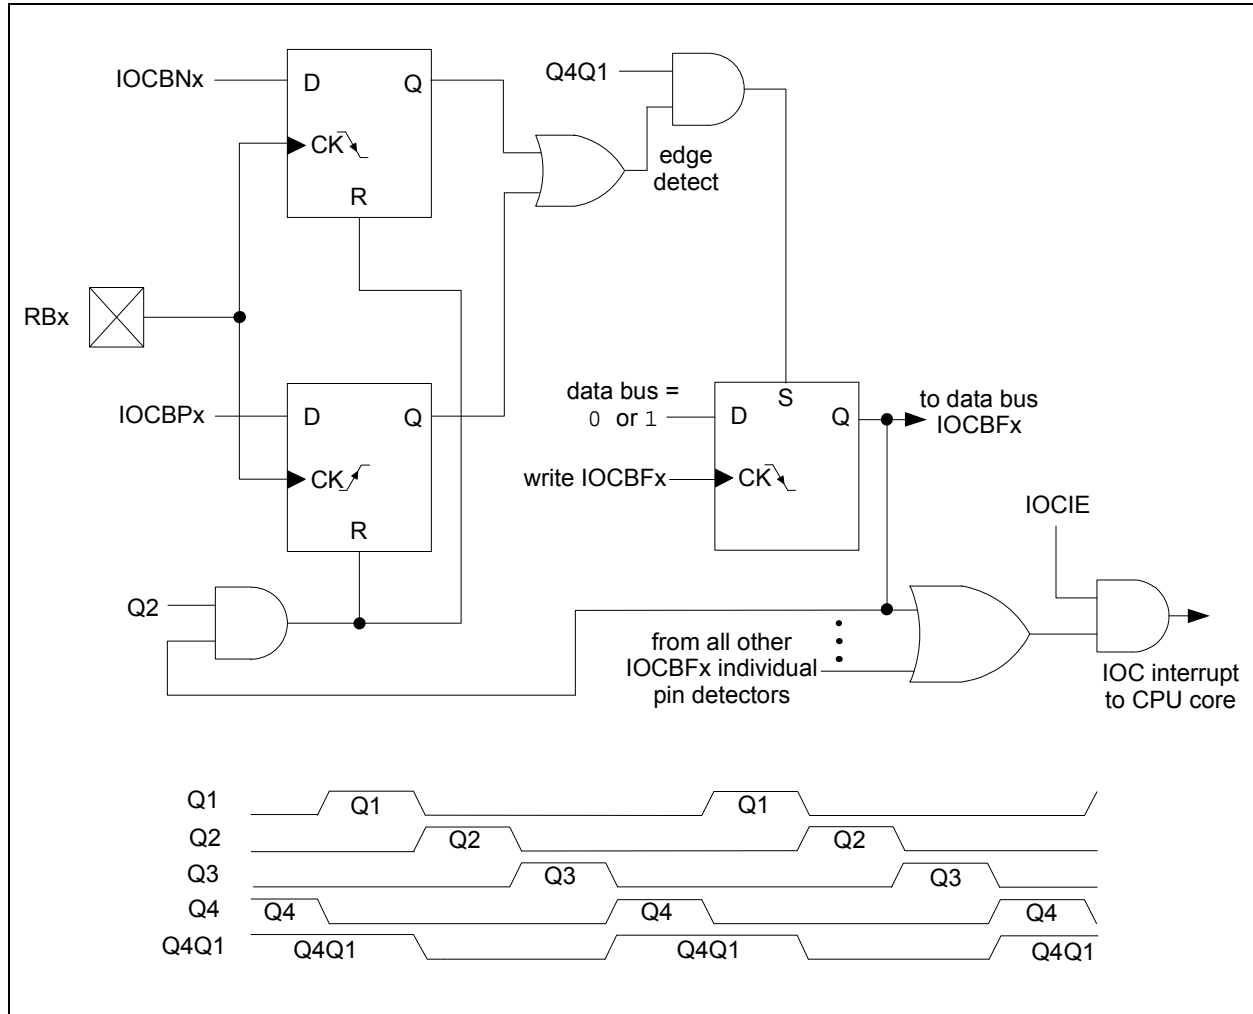 IOCBNx
D
Q
CK
R
Q4Q1
edge
detect
RBx
IOCBPx
D
Q
CK
R
data bus =
0 or 1
S
D
Q
to data bus
IOCBFx
write IOCBFx
CK
IOCIE
Q2
from all other
IOCBFx individual
pin detectors
IOC interrupt
to CPU core
Q1
Q1
Q1
Q2
Q2
Q2
Q3
Q3
Q3
Q4
Q4
Q4
Q4
Q4Q1
Q4Q1
Q4Q1
Q4Q1